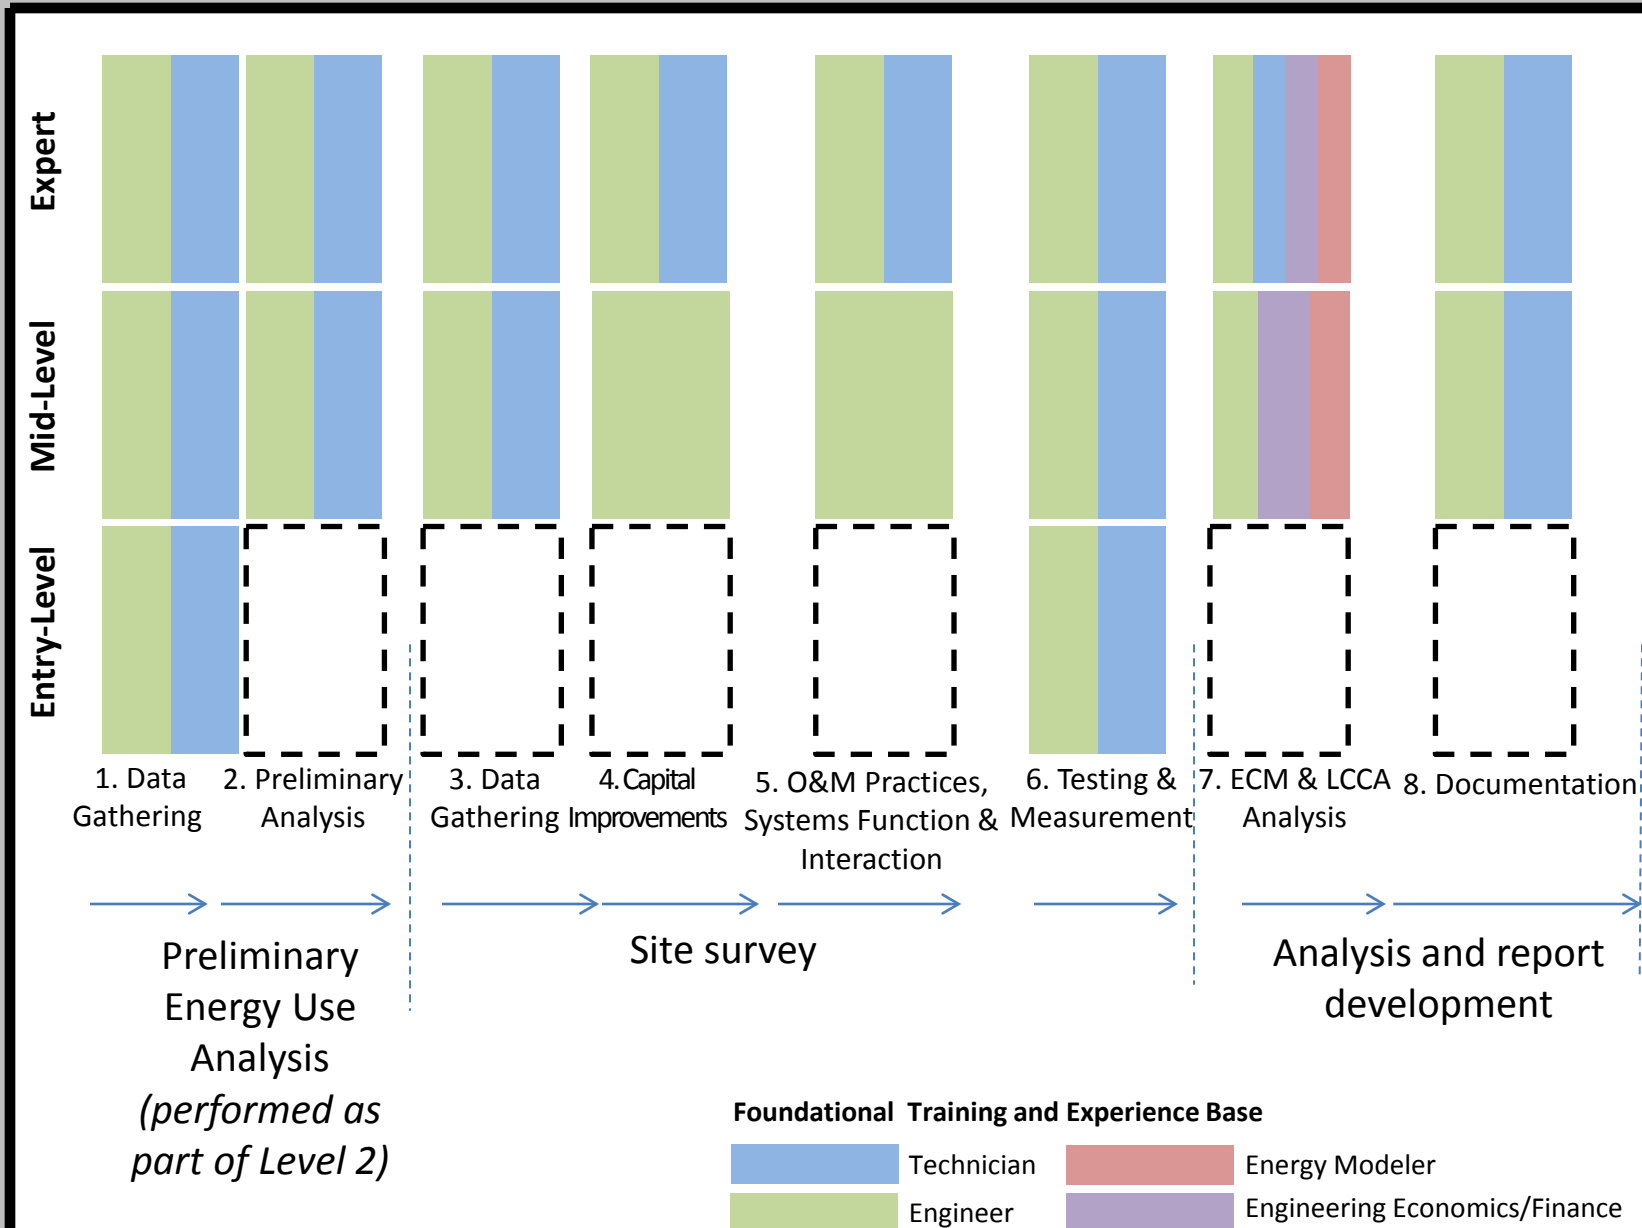 Expert
Mid-Level
Entry-Level
1. Data
Gathering
2. Preliminary
Analysis
3. Data
Gathering
4. Capital
Improvements
5. O&M Practices,
Systems Function &
Interaction
6. Testing &
Measurement
7. ECM & LCCA
Analysis
8. Documentation
Preliminary
Energy Use
Analysis
(performed as
part of Level 2)
Site survey
Analysis and report
development
Foundational Training and Experience Base
Technician
Energy Modeler
Engineer
Engineering Economics/Finance